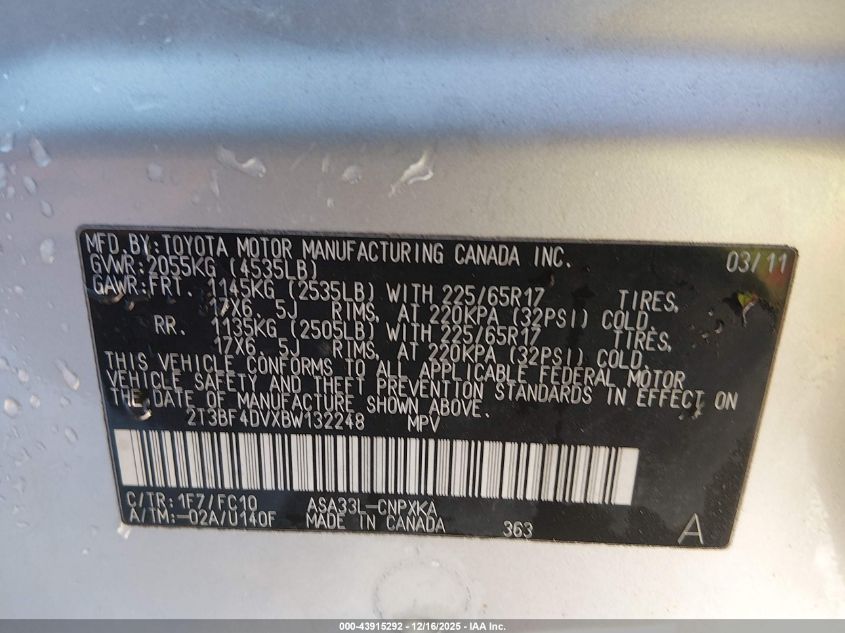 MFD.BY:TOYOTA MOTOR MANUFACTURING CANADA INC. 03/11
GVWR:2055KG (4535LB)
GAWR:FRT. 1145KG (2535LB) WITH 225/65R17 TIRES,
17X6.5J RIMS, AT 220KPA (32PSI) COLD.
RR. 1135KG (2505LB) WITH 225/65R17 TIRES,
17X6.5J RIMS, AT 220KPA (32PSI) COLD.
THIS VEHICLE CONFORMS TO ALL APPLICABLE FEDERAL MOTOR
VEHICLE SAFETY AND THEFT PREVENTION STANDARDS IN EFFECT ON
THE DATE OF MANUFACTURE SHOWN ABOVE.
2T3BF4DVXBW132248 MPV
C/TR:1F7/FC10 ASA33L-CNPXKA
A/TM:-02A/U140F MADE IN CANADA 363 A
000-43915292 - 12/16/2025 - IAA Inc.